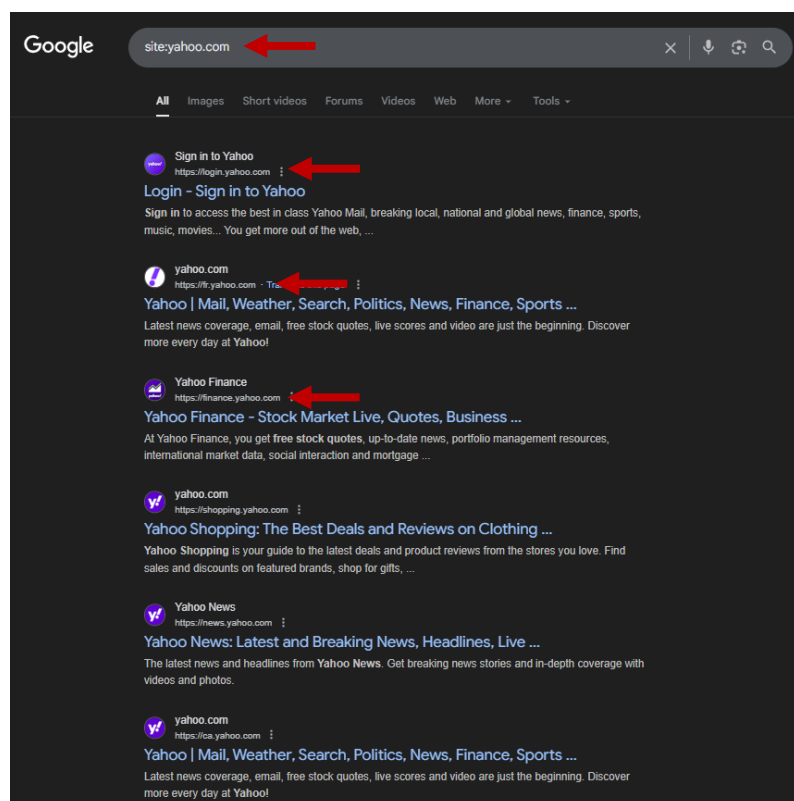 Google
site:yahoo.com
All Images Short videos Forums Videos Web More Tools
Sign in to Yahoo
https://login.yahoo.com
Login - Sign in to Yahoo
Sign in to access the best in class Yahoo Mail, breaking local, national and global news, finance, sports,
music, movies... You get more out of the web, ...
yahoo.com
https://fr.yahoo.com ·
Yahoo | Mail, Weather, Search, Politics, News, Finance, Sports ...
Latest news coverage, email, free stock quotes, live scores and video are just the beginning. Discover
more every day at Yahoo!
Yahoo Finance
https://finance.yahoo.com
Yahoo Finance - Stock Market Live, Quotes, Business ...
At Yahoo Finance, you get free stock quotes, up-to-date news, portfolio management resources,
international market data, social interaction and mortgage ...
yahoo.com
https://shopping.yahoo.com
Yahoo Shopping: The Best Deals and Reviews on Clothing ...
Yahoo Shopping is your guide to the latest deals and product reviews from the stores you love. Find
sales and discounts on featured brands, shop for gifts, ...
Yahoo News
https://news.yahoo.com
Yahoo News: Latest and Breaking News, Headlines, Live ...
The latest news and headlines from Yahoo News. Get breaking news stories and in-depth coverage with
videos and photos.
yahoo.com
https://ca.yahoo.com
Yahoo | Mail, Weather, Search, Politics, News, Finance, Sports ...
Latest news coverage, email, free stock quotes, live scores and video are just the beginning. Discover
more every day at Yahoo!